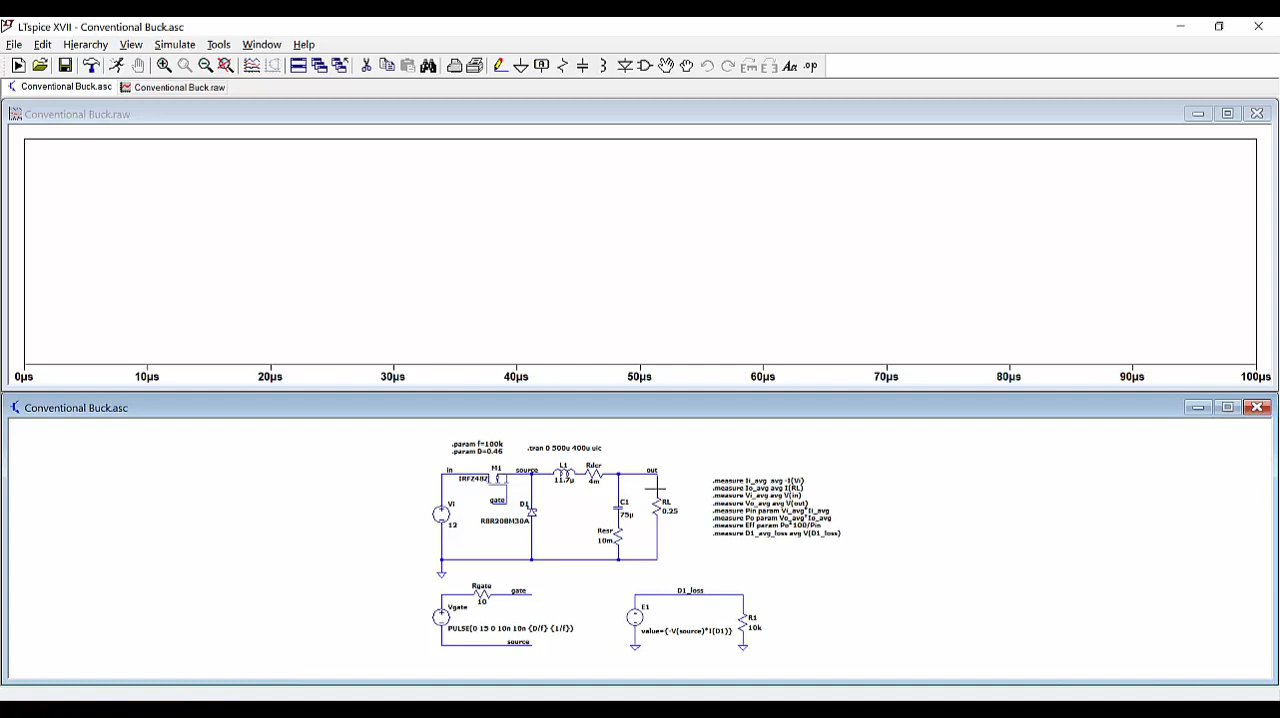 LTspice XVII - Conventional Buck.asc
File Edit Hierarchy View Simulate Tools Window Help
Conventional Buck.asc Conventional Buck.raw
Conventional Buck.raw
0µs 10µs 20µs 30µs 40µs 50µs 60µs 70µs 80µs 90µs 100µs
Conventional Buck.asc
.param f=100k
.param D=0.46
.tran 0 500u 400u uic
in
M1
IRFZ48Z
source
gate
L1
11.7µ
Rdcr
4m
out
Vi
12
D1
RBR20BM30A
C1
75µ
RL
0.25
Resr
10m
.measure Ii_avg avg -I(Vi)
.measure Io_avg avg I(RL)
.measure Vi_avg avg V(in)
.measure Vo_avg avg V(out)
.measure Pin param Vi_avg*Ii_avg
.measure Po param Vo_avg*Io_avg
.measure Eff param Po*100/Pin
.measure D1_avg_loss avg V(D1_loss)
Rgate
10
gate
Vgate
PULSE(0 15 0 10n 10n {D/f} {1/f})
source
D1_loss
E1
value={-V(source)*I(D1)}
R1
10k